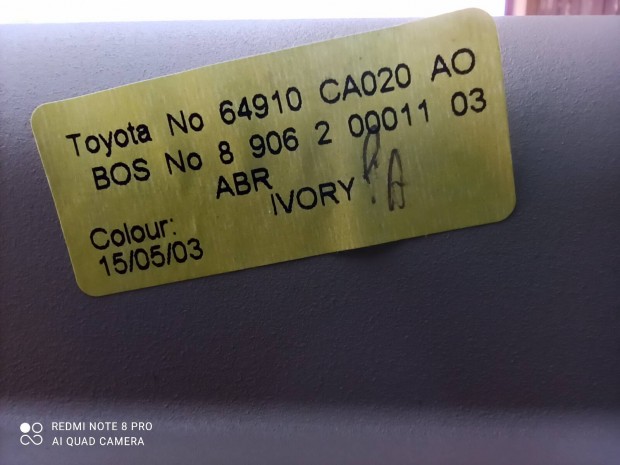 Toyota No 64910 CA020 AO
BOS No 8 906 2 00011 03
ABR
IVORY
Colour:
15/05/03
REDMI NOTE 8 PRO
AI QUAD CAMERA